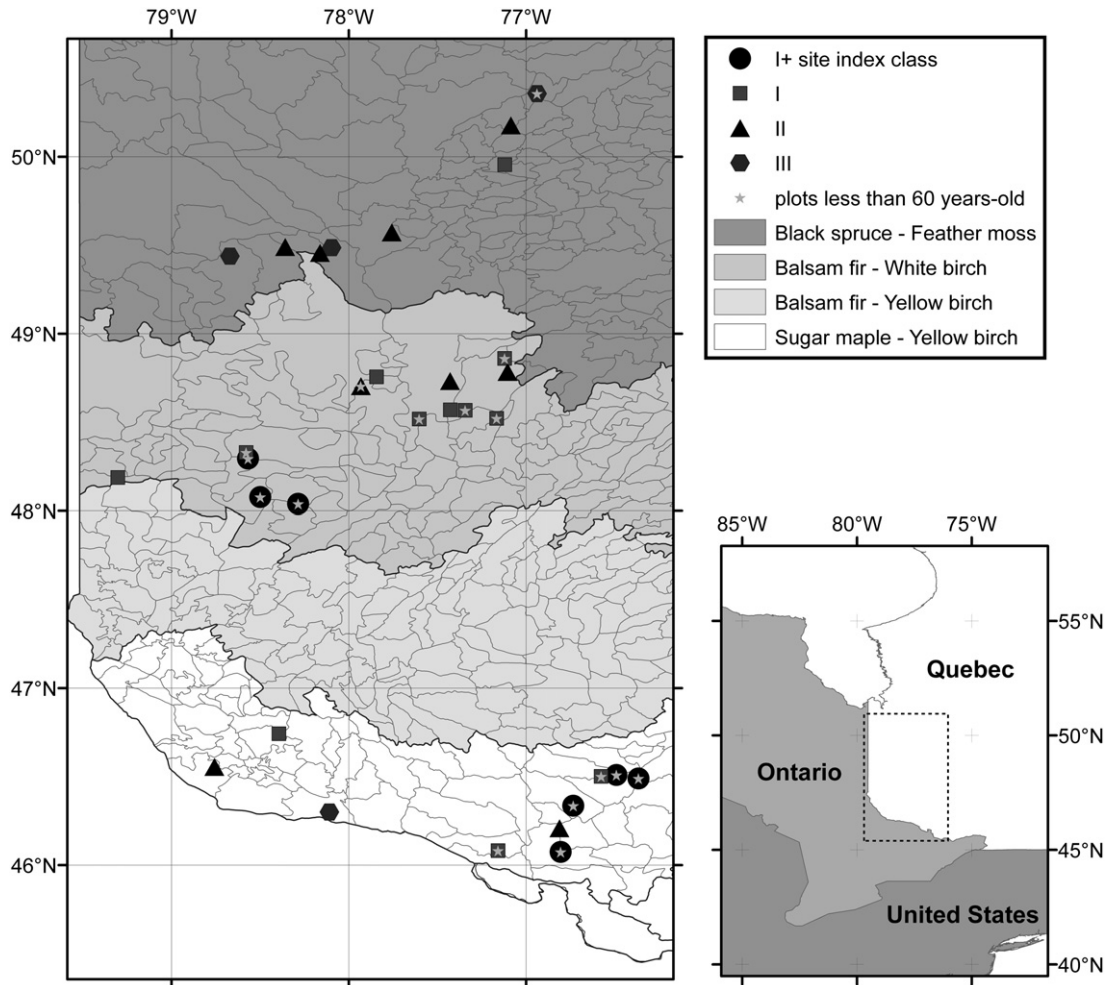 79°W 78°W 77°W
50°N
49°N
48°N
47°N
46°N
I+ site index class
I
II
III
plots less than 60 years-old
Black spruce - Feather moss
Balsam fir - White birch
Balsam fir - Yellow birch
Sugar maple - Yellow birch
85°W 80°W 75°W
55°N
50°N
45°N
40°N
Quebec
Ontario
United States